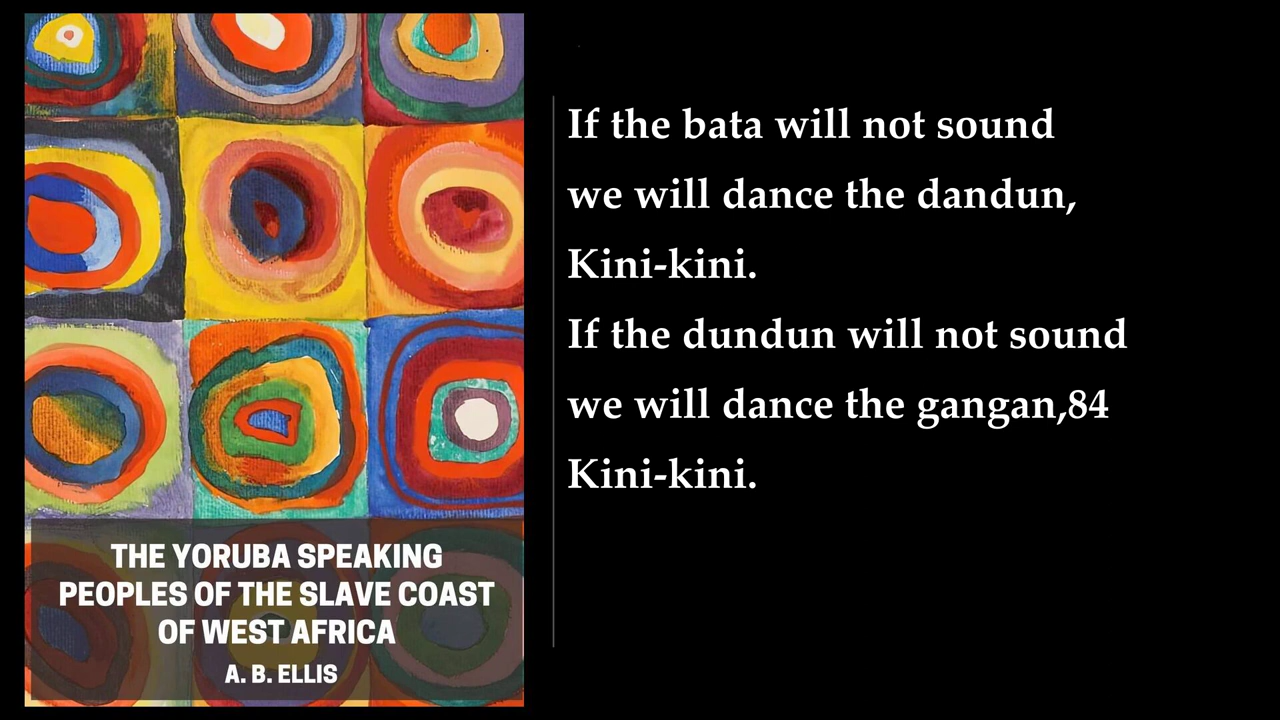 If the bata will not sound
we will dance the dandun,
Kini-kini.
If the dundun will not sound
we will dance the gangan,84
Kini-kini.
THE YORUBA SPEAKING
PEOPLES OF THE SLAVE COAST
OF WEST AFRICA
A. B. ELLIS